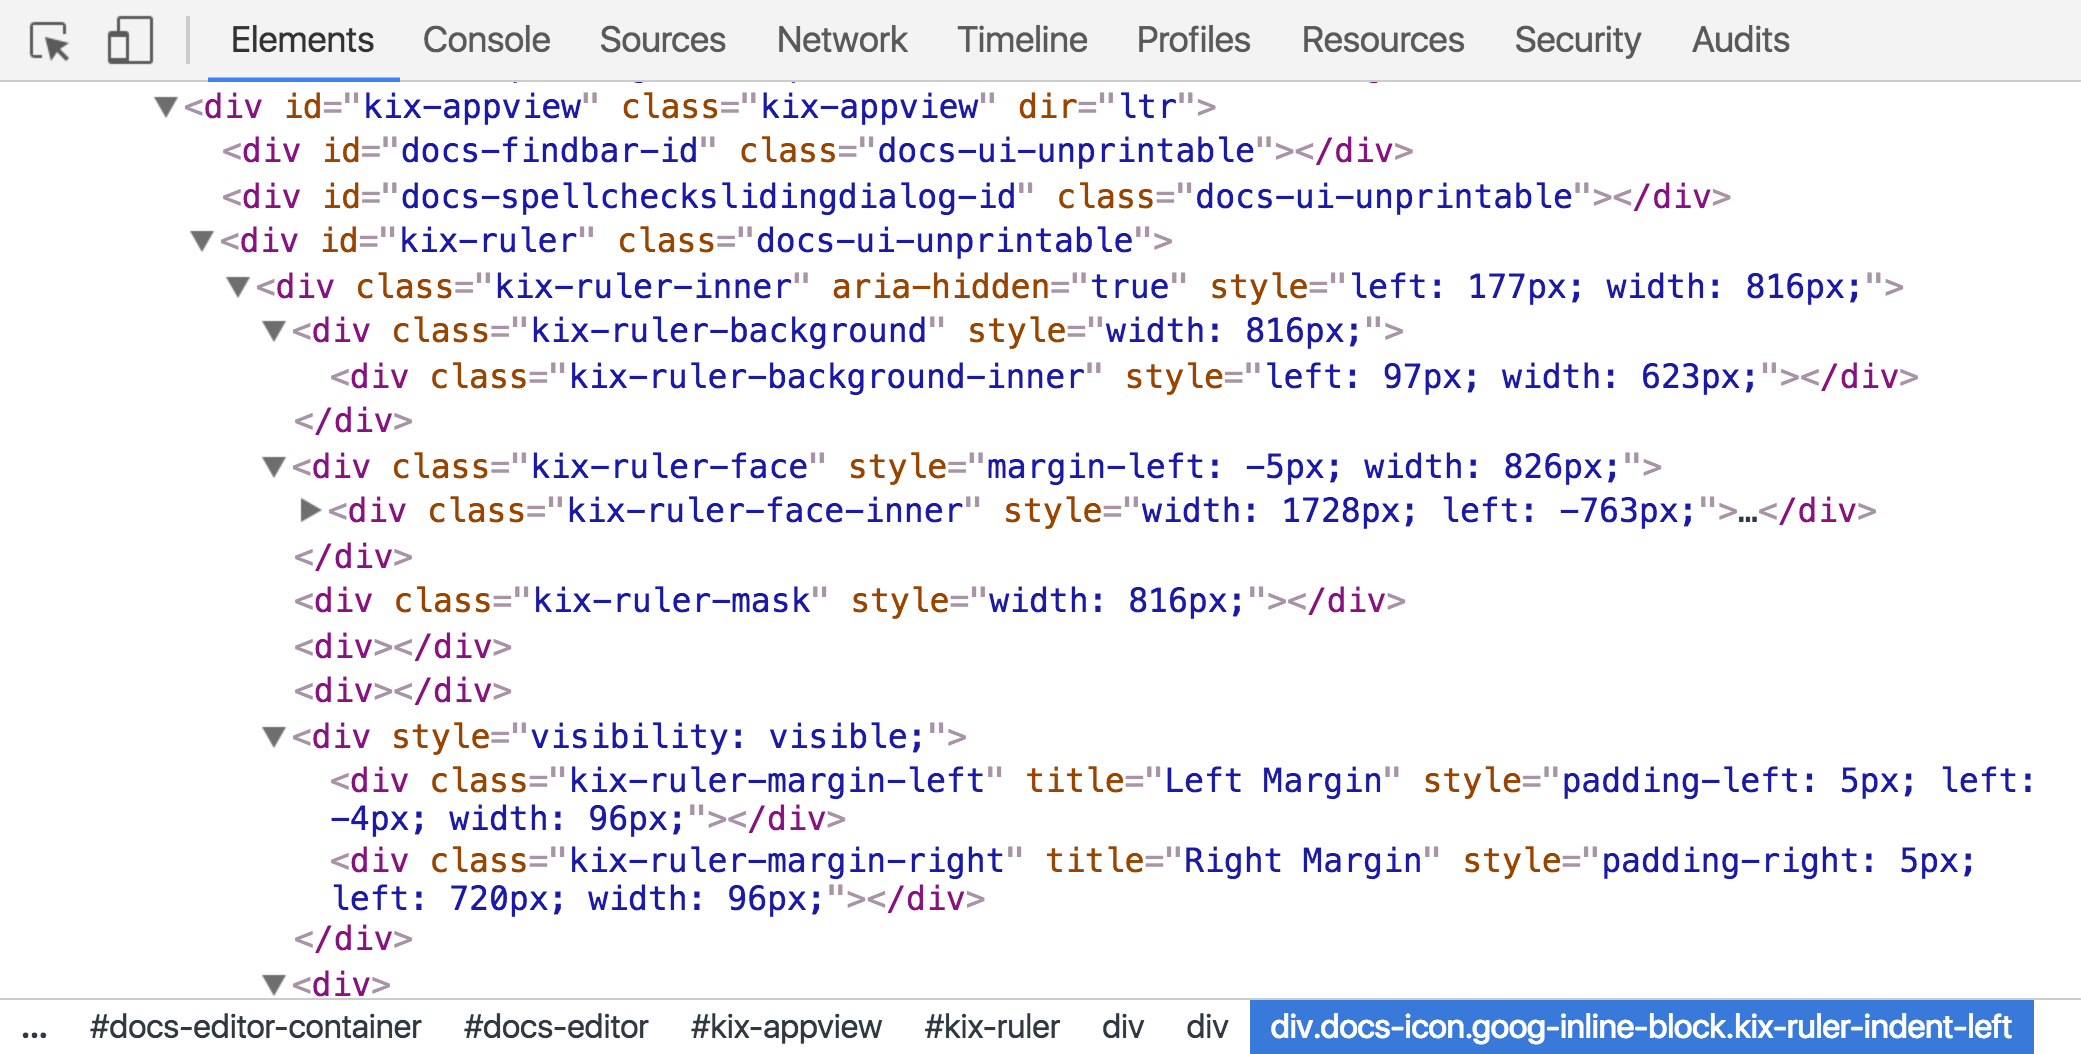 Elements Console Sources Network Timeline Profiles Resources Security Audits
▼<div id="kix-appview" class="kix-appview" dir="ltr">
<div id="docs-findbar-id" class="docs-ui-unprintable"></div>
<div id="docs-spellcheckslidingdialog-id" class="docs-ui-unprintable"></div>
▼<div id="kix-ruler" class="docs-ui-unprintable">
▼<div class="kix-ruler-inner" aria-hidden="true" style="left: 177px; width: 816px;">
▼<div class="kix-ruler-background" style="width: 816px;">
<div class="kix-ruler-background-inner" style="left: 97px; width: 623px;"></div>
</div>
▼<div class="kix-ruler-face" style="margin-left: -5px; width: 826px;">
▶<div class="kix-ruler-face-inner" style="width: 1728px; left: -763px;">…</div>
</div>
<div class="kix-ruler-mask" style="width: 816px;"></div>
<div></div>
<div></div>
▼<div style="visibility: visible;">
<div class="kix-ruler-margin-left" title="Left Margin" style="padding-left: 5px; left:
-4px; width: 96px;"></div>
<div class="kix-ruler-margin-right" title="Right Margin" style="padding-right: 5px;
left: 720px; width: 96px;"></div>
</div>
▼<div>
... #docs-editor-container #docs-editor #kix-appview #kix-ruler div div div.docs-icon.goog-inline-block.kix-ruler-indent-left